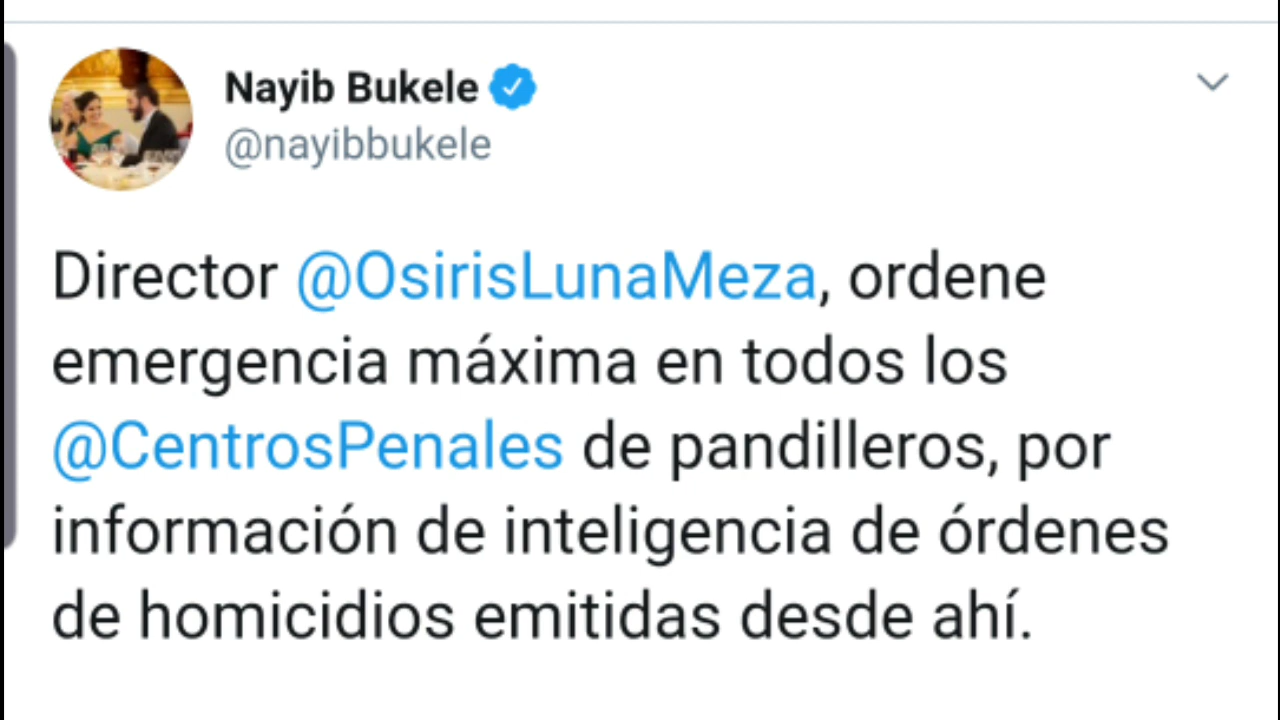 Nayib Bukele
@nayibbukele
Director @OsirisLunaMeza, ordene
emergencia máxima en todos los
@CentrosPenales de pandilleros, por
información de inteligencia de órdenes
de homicidios emitidas desde ahí.